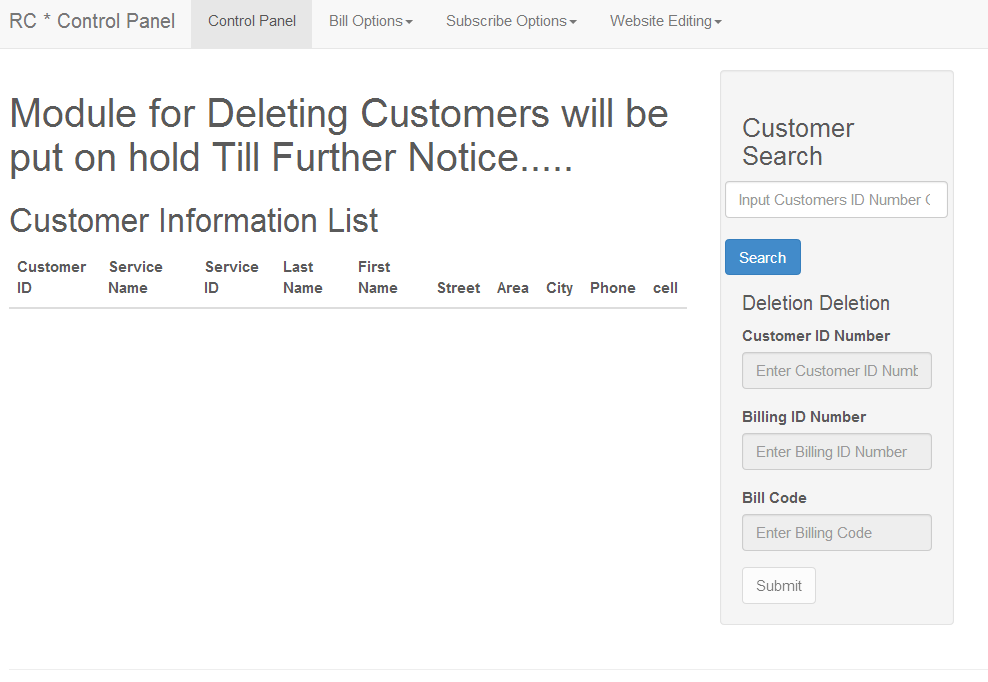 RC * Control Panel
Control Panel
Bill Options
Subscribe Options
Website Editing
Module for Deleting Customers will be
put on hold Till Further Notice.....
Customer Information List
Customer ID
Service Name
Service ID
Last Name
First Name
Street
Area
City
Phone
cell
Customer
Search
Input Customers ID Number
Search
Deletion Deletion
Customer ID Number
Enter Customer ID Numb
Billing ID Number
Enter Billing ID Number
Bill Code
Enter Billing Code
Submit